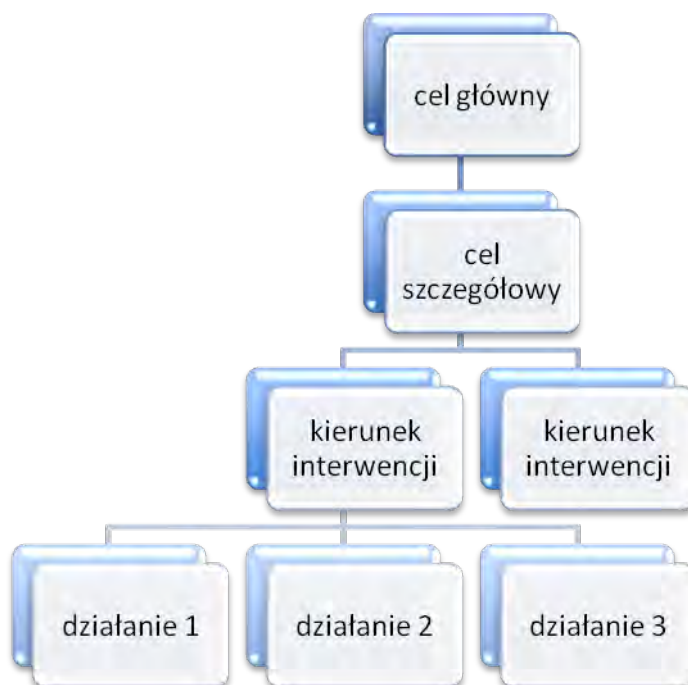 cel główny
cel
szczegółowy
kierunek
interwencji
kierunek
interwencji
działanie 1
działanie 2
działanie 3